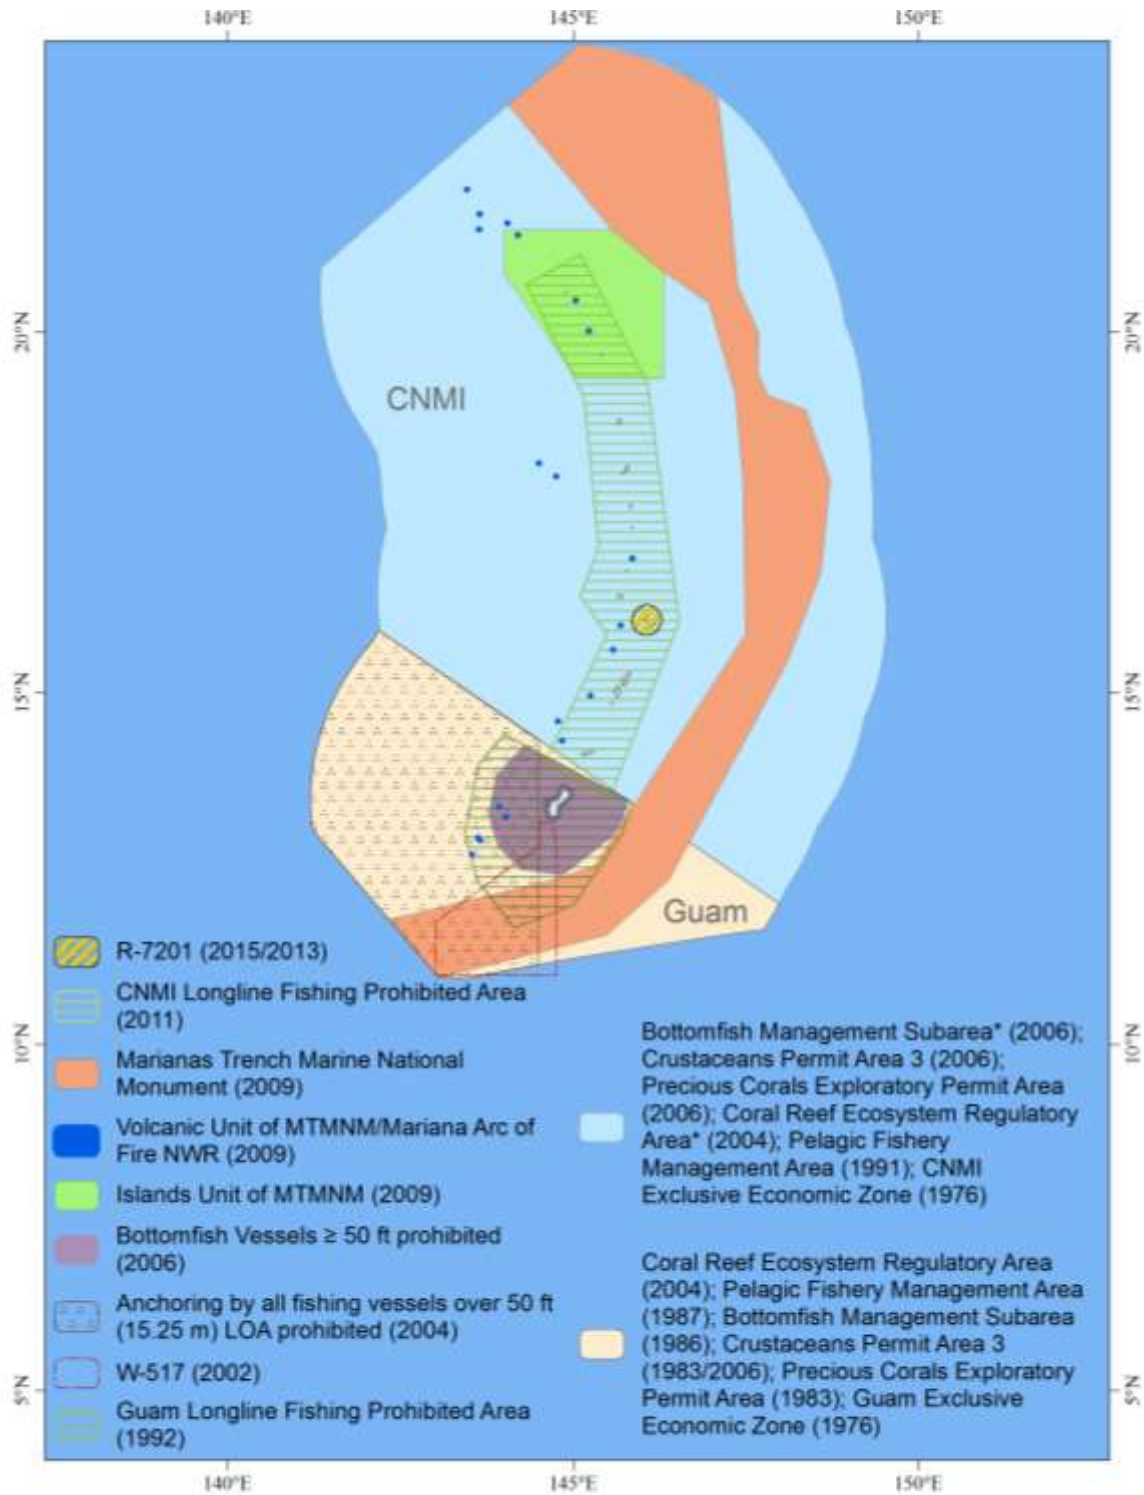 140°E 145°E 150°E
20°N 20°N
CNMI
15°N 15°N
Guam
R-7201 (2015/2013)
CNMI Longline Fishing Prohibited Area
(2011)
10°N 10°N
Marianas Trench Marine National
Monument (2009)
Volcanic Unit of MTMNM/Mariana Arc of
Fire NWR (2009)
Islands Unit of MTMNM (2009)
Bottomfish Vessels ≥ 50 ft prohibited
(2006)
Anchoring by all fishing vessels over 50 ft
(15.25 m) LOA prohibited (2004)
W-517 (2002)
Guam Longline Fishing Prohibited Area
(1992)
Bottomfish Management Subarea* (2006);
Crustaceans Permit Area 3 (2006);
Precious Corals Exploratory Permit Area
(2006); Coral Reef Ecosystem Regulatory
Area* (2004); Pelagic Fishery
Management Area (1991); CNMI
Exclusive Economic Zone (1976)
Coral Reef Ecosystem Regulatory Area
(2004); Pelagic Fishery Management Area
(1987); Bottomfish Management Subarea
(1986); Crustaceans Permit Area 3
(1983/2006); Precious Corals Exploratory
Permit Area (1983); Guam Exclusive
Economic Zone (1976)
5°N 5°N
140°E 145°E 150°E